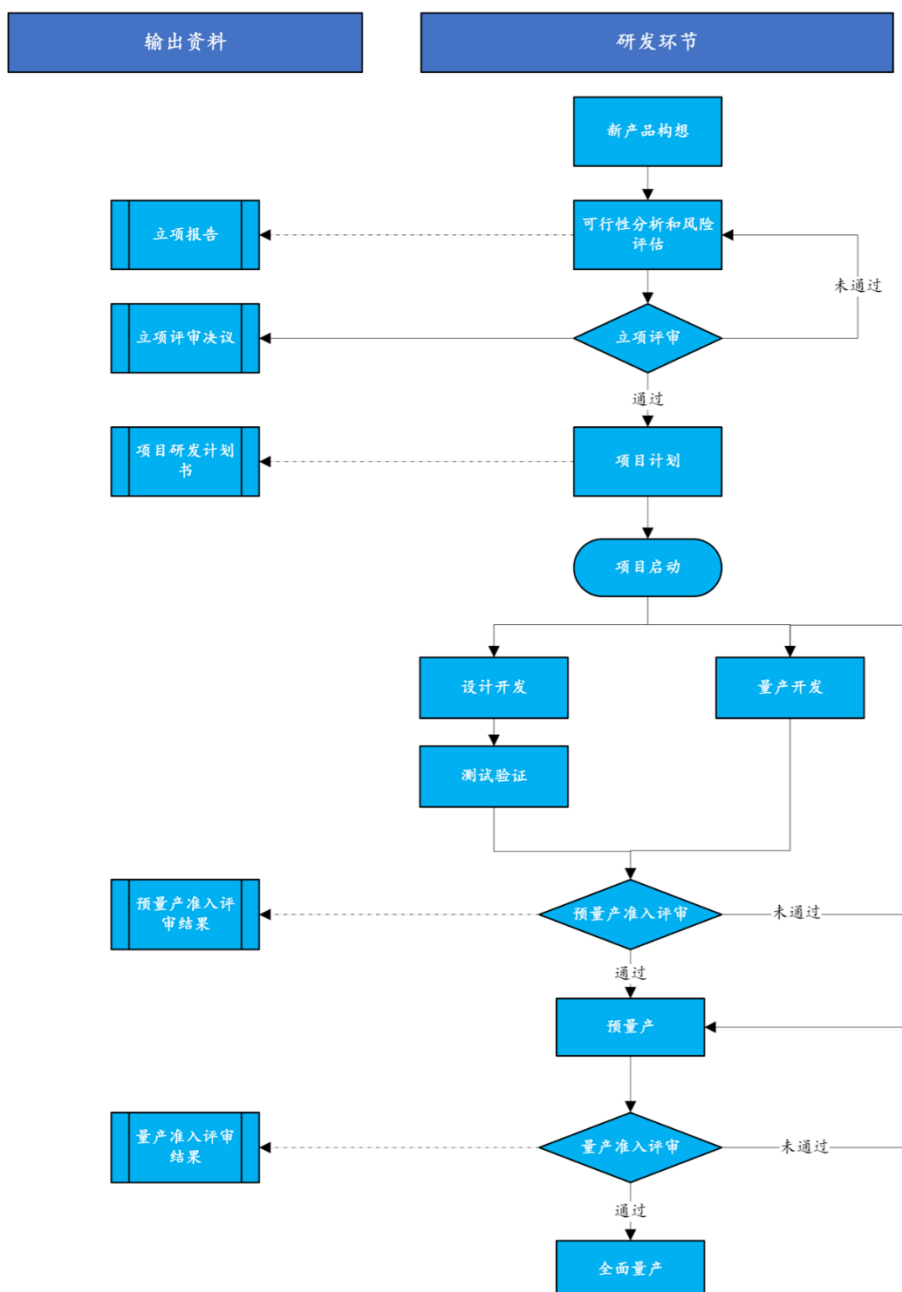 输出资料
研发环节
新产品构想
立项报告
可行性分析和风险
评估
未通过
立项评审决议
立项评审
通过
项目研发计划
书
项目计划
项目启动
设计开发
量产开发
测试验证
预量产准入评
审结果
预量产准入评审
未通过
通过
预量产
量产准入评审
结果
量产准入评审
未通过
通过
全面量产